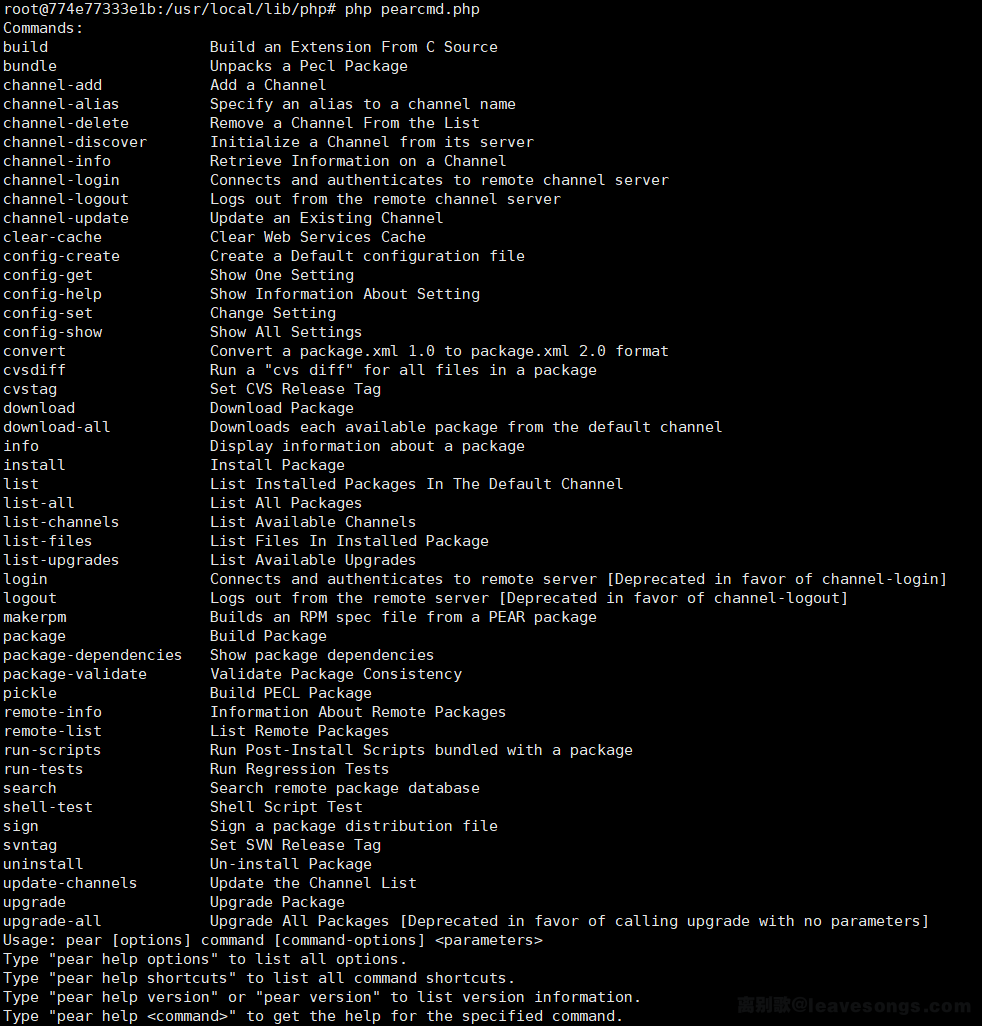 root@774e77333e1b:/usr/local/lib/php# php pearcmd.php
Commands:
build                  Build an Extension From C Source
bundle                 Unpacks a Pecl Package
channel-add            Add a Channel
channel-alias          Specify an alias to a channel name
channel-delete         Remove a Channel From the List
channel-discover       Initialize a Channel from its server
channel-info           Retrieve Information on a Channel
channel-login          Connects and authenticates to remote channel server
channel-logout         Logs out from the remote channel server
channel-update         Update an Existing Channel
clear-cache            Clear Web Services Cache
config-create          Create a Default configuration file
config-get             Show One Setting
config-help            Show Information About Setting
config-set             Change Setting
config-show            Show All Settings
convert                Convert a package.xml 1.0 to package.xml 2.0 format
cvsdiff                Run a "cvs diff" for all files in a package
cvstag                 Set CVS Release Tag
download               Download Package
download-all           Downloads each available package from the default channel
info                   Display information about a package
install                Install Package
list                   List Installed Packages In The Default Channel
list-all               List All Packages
list-channels          List Available Channels
list-files             List Files In Installed Package
list-upgrades          List Available Upgrades
login                  Connects and authenticates to remote server [Deprecated in favor of channel-login]
logout                 Logs out from the remote server [Deprecated in favor of channel-logout]
makerpm                Builds an RPM spec file from a PEAR package
package                Build Package
package-dependencies   Show package dependencies
package-validate       Validate Package Consistency
pickle                 Build PECL Package
remote-info            Information About Remote Packages
remote-list            List Remote Packages
run-scripts            Run Post-Install Scripts bundled with a package
run-tests              Run Regression Tests
search                 Search remote package database
shell-test             Shell Script Test
sign                   Sign a package distribution file
svntag                 Set SVN Release Tag
uninstall              Un-install Package
update-channels        Update the Channel List
upgrade                Upgrade Package
upgrade-all            Upgrade All Packages [Deprecated in favor of calling upgrade with no parameters]
Usage: pear [options] command [command-options] <parameters>
Type "pear help options" to list all options.
Type "pear help shortcuts" to list all command shortcuts.
Type "pear help version" or "pear version" to list version information.
Type "pear help <command>" to get the help for the specified command.
离别歌@leavesongs.com